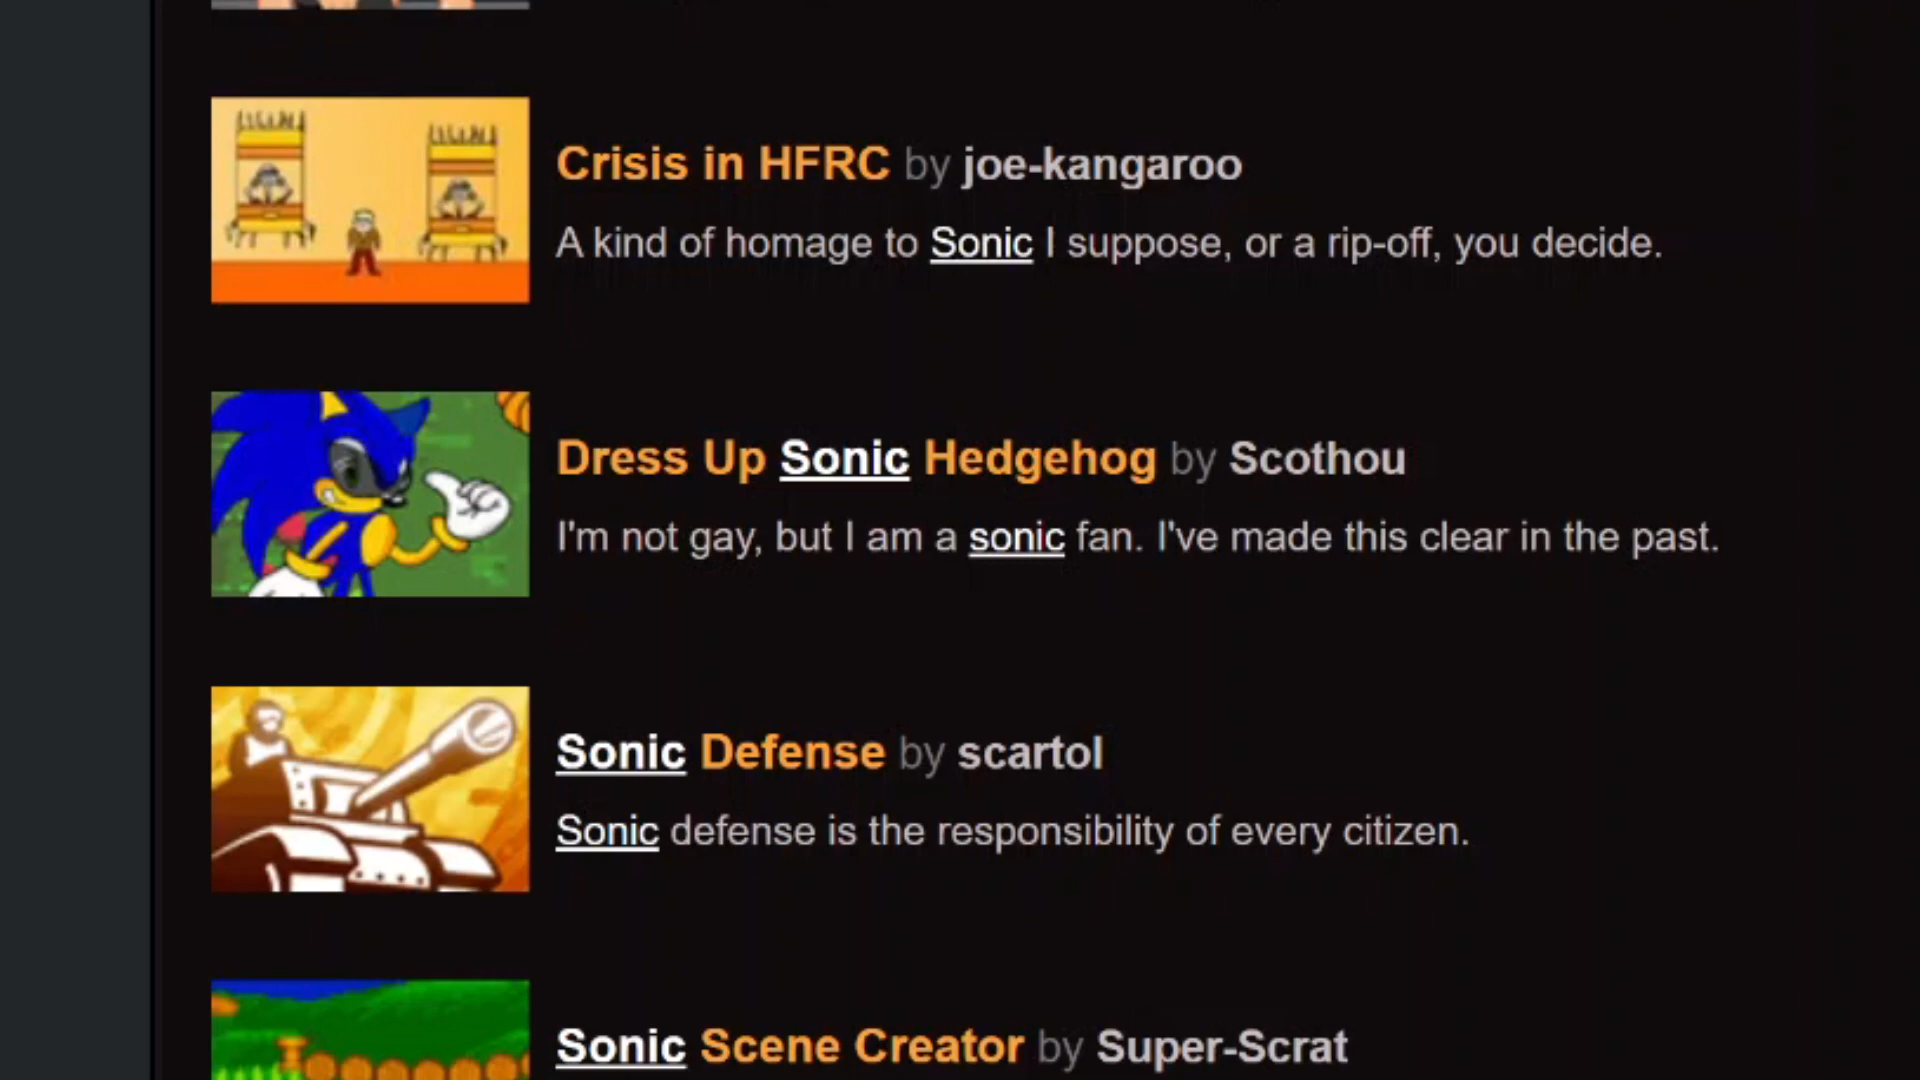 Crisis in HFRC by joe-kangaroo
A kind of homage to Sonic I suppose, or a rip-off, you decide.
Dress Up Sonic Hedgehog by Scothou
I'm not gay, but I am a sonic fan. I've made this clear in the past.
Sonic Defense by scartol
Sonic defense is the responsibility of every citizen.
Sonic Scene Creator by Super-Scrat